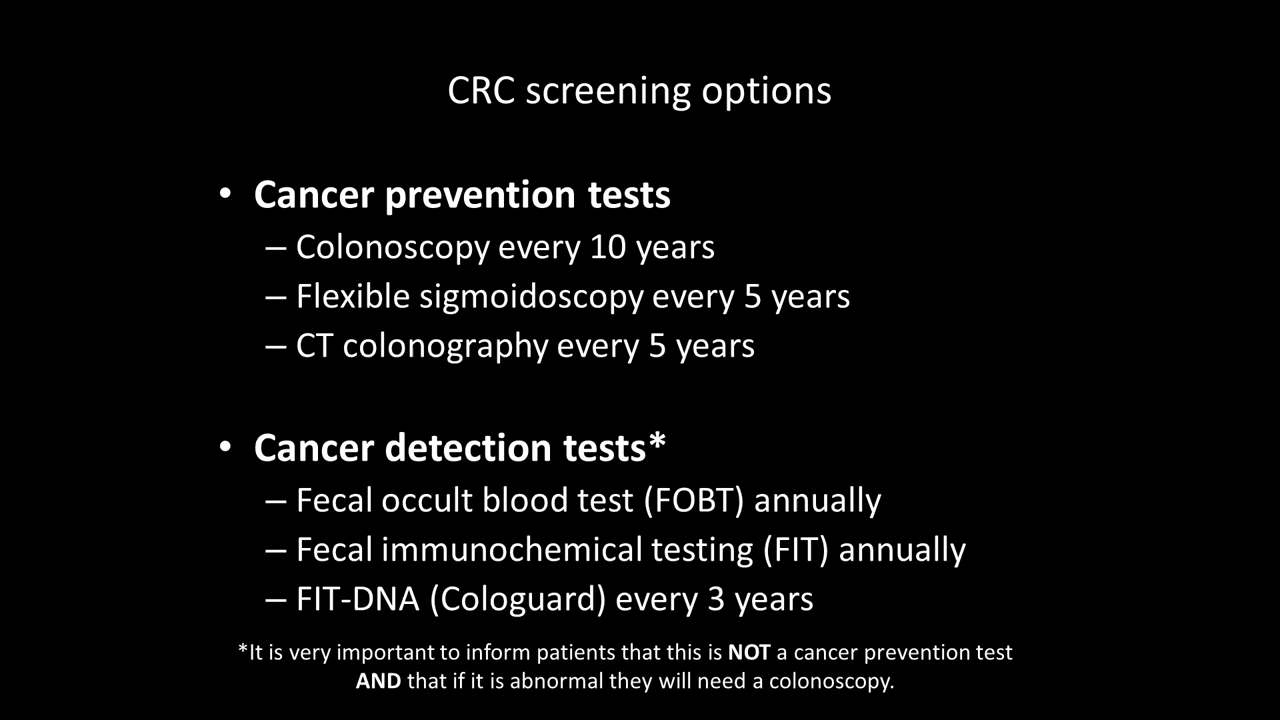 CRC screening options
• Cancer prevention tests
– Colonoscopy every 10 years
– Flexible sigmoidoscopy every 5 years
– CT colonography every 5 years
• Cancer detection tests*
– Fecal occult blood test (FOBT) annually
– Fecal immunochemical testing (FIT) annually
– FIT-DNA (Cologuard) every 3 years
*It is very important to inform patients that this is NOT a cancer prevention test
AND that if it is abnormal they will need a colonoscopy.